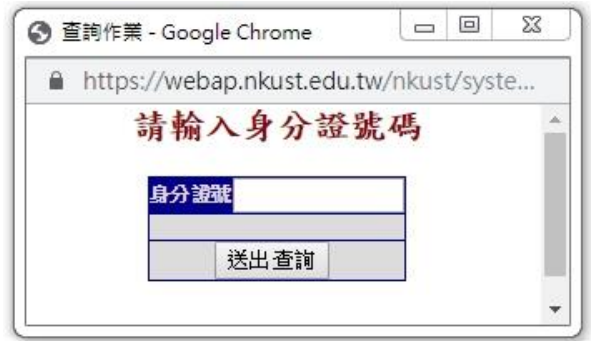 查詢作業 - Google Chrome
https://webap.nkust.edu.tw/nkust/syste...
請輸入身分證號碼
身分證號
送出查詢